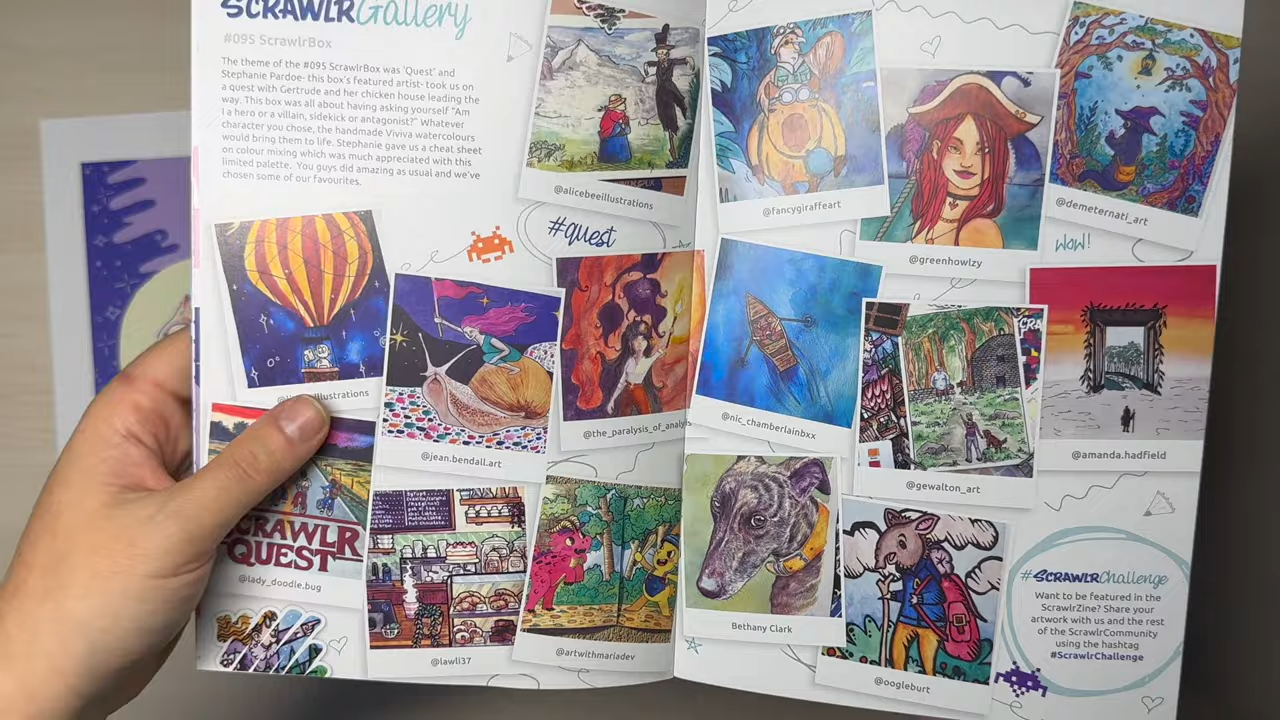 SCRAWLRGallery
#095 ScrawlrBox
The theme of the #095 ScrawlrBox was 'Quest' and
Stephanie Pardoe- this box's featured artist- took us on
a quest with Gertrude and her chicken house leading the
way. This box was all about having asking yourself "Am
I a hero or a villain, sidekick or antagonist?" Whatever
character you chose, the handmade Viviva watercolours
would bring them to life. Stephanie gave us a cheat sheet
on colour mixing which was much appreciated with this
limited palette. You guys did amazing as usual and we've
chosen some of our favourites.
@alicebeeillustrations
#quest
illustrations
@jean.bendall.art
@the_paralysis_of_analys
SCRAWLR
QUEST
@lady_doodle.bug
@lawli37
@artwithmariadev
@fancygiraffeart
@greenhowlzy
@demeternati_art
wow!
@nic_chamberlainbxx
@gewalton_art
@amanda.hadfield
Bethany Clark
@oogleburt
#SCRAWLRChallenge
Want to be featured in the
ScrawlrZine? Share your
artwork with us and the rest
of the ScrawlrCommunity
using the hashtag
#ScrawlrChallenge